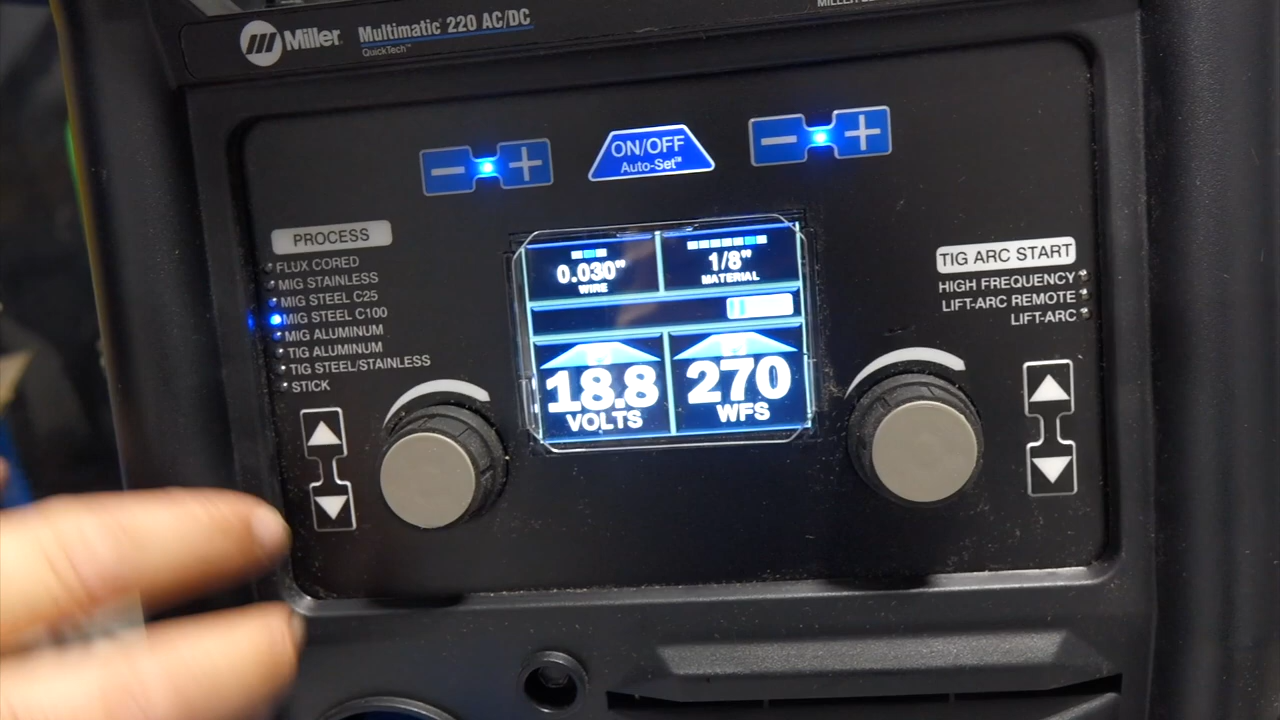 Miller Multimatic® 220 AC/DC
QuickTech™
ON/OFF
Auto-Set™
PROCESS
FLUX CORED
MIG STAINLESS
MIG STEEL C25
MIG STEEL C100
MIG ALUMINUM
TIG ALUMINUM
TIG STEEL/STAINLESS
STICK
0.030"
WIRE
1/8"
MATERIAL
18.8
VOLTS
270
WFS
TIG ARC START
HIGH FREQUENCY
LIFT-ARC REMOTE
LIFT-ARC